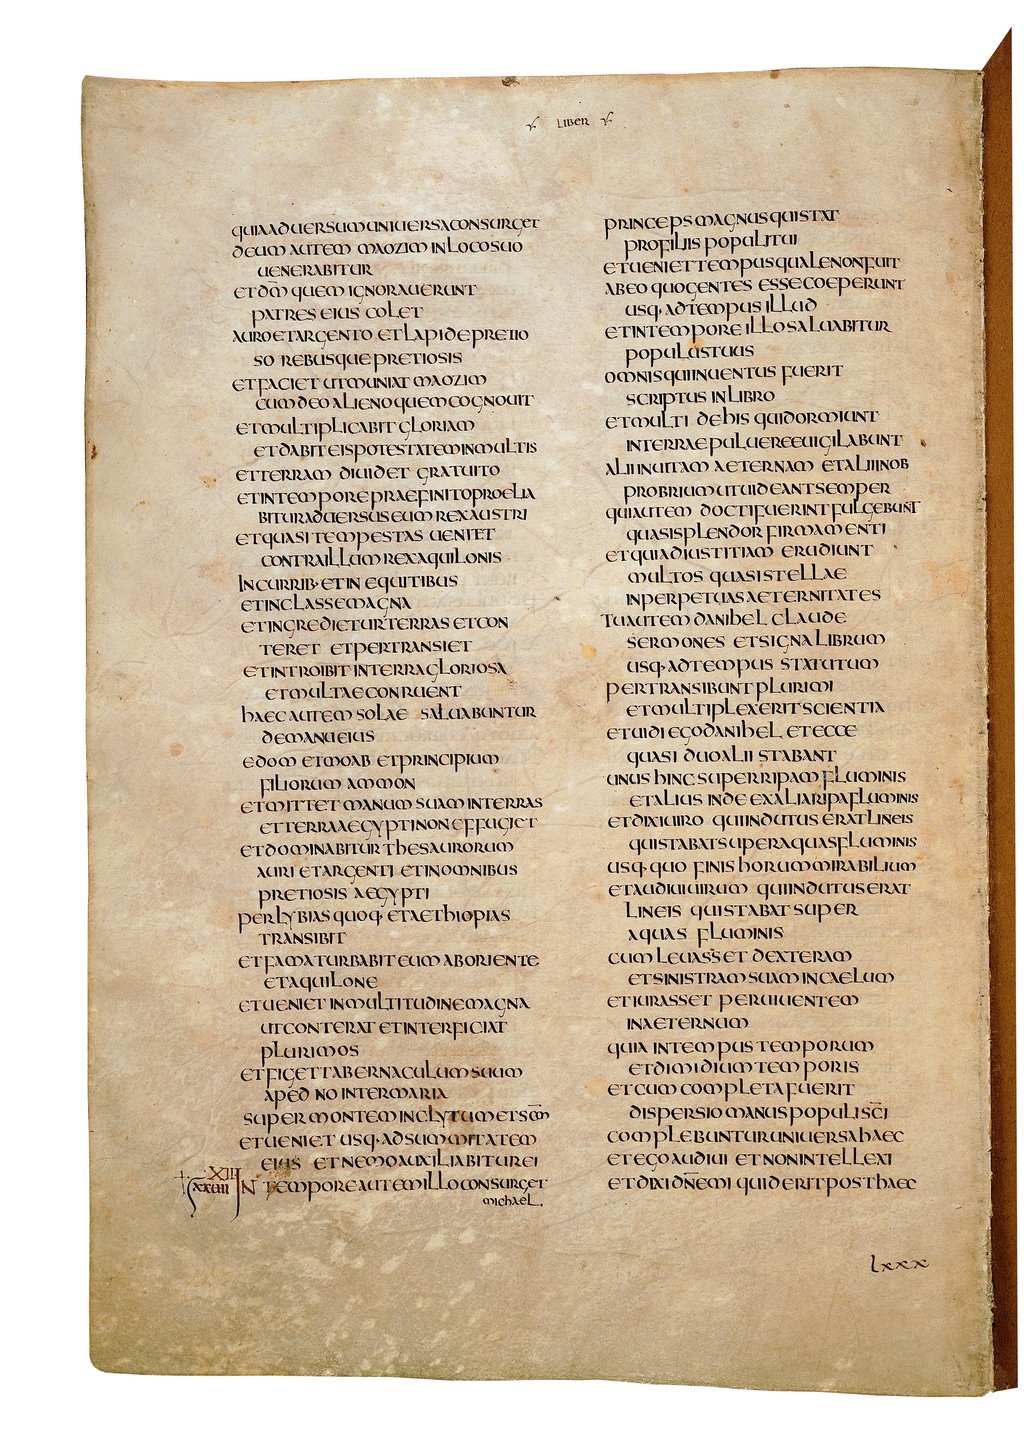 LIBER
QUIAADUERSUMUNIUERSACONSURGET
DEUM AUTEM MAOZIM IN LOCO SUO
UENERABITUR
ET DM̄ QUEM IGNORAUERUNT
PATRES EIUS COLET
AURO ET ARGENTO ET LAPIDE PRETIO
SO REBUSQUE PRETIOSIS
ET FACIET UT MUNIAT MAOZIM
CUM DEO ALIENO QUEM COGNOUIT
ET MULTIPLICABIT GLORIAM
ET DABIT EIS POTESTATEM IN MULTIS
ET TERRAM DIUIDET GRATUITO
ET IN TEMPORE PRAEFINITO PROELIA
BITUR ADUERSUS EUM REX AUSTRI
ET QUASI TEMPESTAS UENIET
CONTRA ILLUM REX AQUILONIS
IN CURRIB· ET IN EQUITIBUS
ET IN CLASSE MAGNA
ET INGREDIETUR TERRAS ET CON
TERET ET PERTRANSIET
ET INTROIBIT IN TERRA GLORIOSA
ET MULTAE CONRUENT
HAEC AUTEM SOLAE SALUABUNTUR
DE MANU EIUS
EDOM ET MOAB ET PRINCIPIUM
FILIORUM AMMON
ET MITTET MANUM SUAM IN TERRAS
ET TERRA AEGYPTI NON EFFUGIET
ET DOMINABITUR THESAURORUM
AURI ET ARGENTI ET IN OMNIBUS
PRETIOSIS AEGYPTI
PER LYBIAS QUOQ· ET AETHIOPIAS
TRANSIBIT
ET FAMA TURBABIT EUM AB ORIENTE
ET AQUILONE
ET UENIET IN MULTITUDINE MAGNA
UT CONTERAT ET INTERFICIAT
PLURIMOS
ET FIGET TABERNACULUM SUUM
APEDNO INTER MARIA
SUPER MONTEM INCLYTUM ET SC̄M
ET UENIET USQ· AD SUMMITATEM
EIUS ET NEMO AUXILIABITUR EI
XIII
XXIIII IN TEMPORE AUTEM ILLO CONSURGET
MICHAEL
PRINCEPS MAGNUS QUI STAT
PRO FILIIS POPULI TUI
ET UENIET TEMPUS QUALE NON FUIT
AB EO QUO GENTES ESSE COEPERUNT
USQ· AD TEMPUS ILLUD
ET IN TEMPORE ILLO SALUABITUR
POPULUS TUUS
OMNIS QUI INUENTUS FUERIT
SCRIPTUS IN LIBRO
ET MULTI DE HIS QUI DORMIUNT
IN TERRAE PULUERE EUIGILABUNT
ALII IN UITAM AETERNAM ET ALII IN OB
PROBRIUM UT UIDEANT SEMPER
QUI AUTEM DOCTI FUERINT FULGEBUNT
QUASI SPLENDOR FIRMAMENTI
ET QUI AD IUSTITIAM ERUDIUNT
MULTOS QUASI STELLAE
IN PERPETUAS AETERNITATES
TU AUTEM DANIHEL CLAUDE
SERMONES ET SIGNA LIBRUM
USQ· AD TEMPUS STATUTUM
PERTRANSIBUNT PLURIMI
ET MULTIPLEX ERIT SCIENTIA
ET UIDI EGO DANIHEL ET ECCE
QUASI DUO ALII STABANT
UNUS HINC SUPER RIPAM FLUMINIS
ET ALIUS INDE EX ALIA RIPA FLUMINIS
ET DIXI UIRO QUI INDUTUS ERAT LINEIS
QUI STABAT SUPER AQUAS FLUMINIS
USQ· QUO FINIS HORUM MIRABILIUM
ET AUDIUI UIRUM QUI INDUTUS ERAT
LINEIS QUI STABAT SUPER
AQUAS FLUMINIS
CUM LEUASSET DEXTERAM
ET SINISTRAM SUAM IN CAELUM
ET IURASSET PER UIUENTEM
IN AETERNUM
QUIA IN TEMPUS TEMPORUM
ET DIMIDIUM TEMPORIS
ET CUM COMPLETA FUERIT
DISPERSIO MANUS POPULI SC̄I
COMPLEBUNTUR UNIUERSA HAEC
ET EGO AUDIUI ET NON INTELLEXI
ET DIXI DN̄E MI QUID ERIT POST HAEC
LXXX